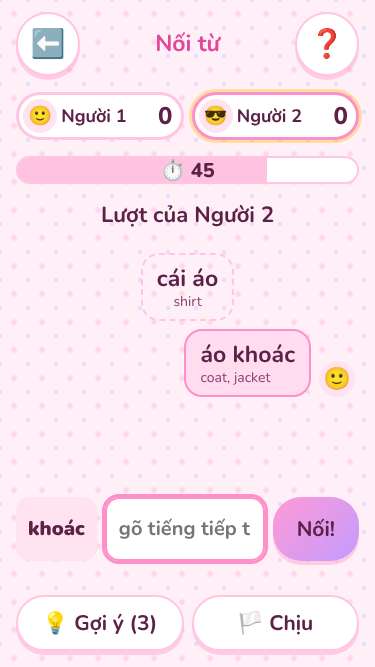 Nối từ
Người 1 0
Người 2 0
45
Lượt của Người 2
cái áo
shirt
áo khoác
coat, jacket
khoác
gõ tiếng tiếp t
Nối!
Gợi ý (3)
Chịu